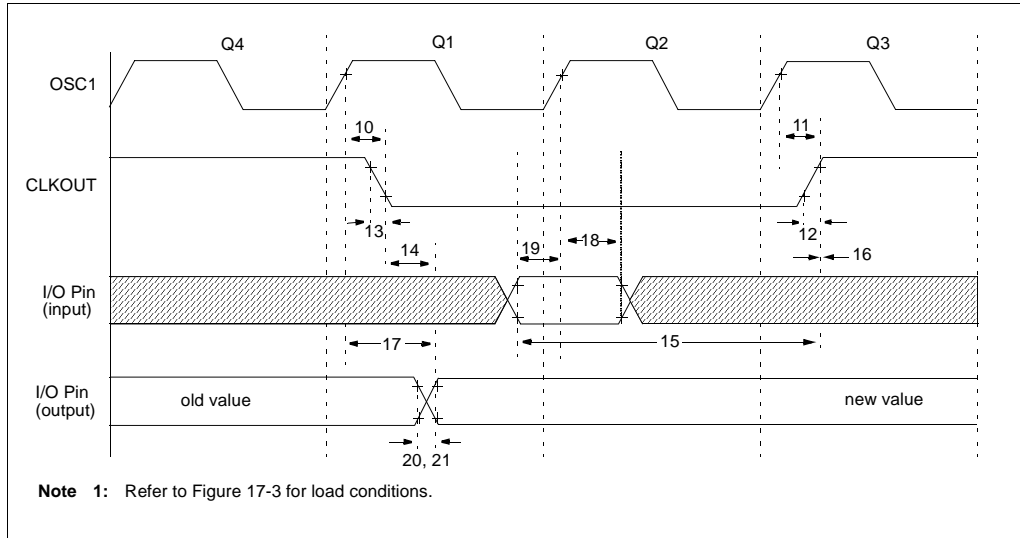 Q4 Q1 Q2 Q3
OSC1
10 11
CLKOUT
13 14 19 18 12 16
I/O Pin
(input)
17 15
I/O Pin
(output)
old value new value
20, 21
Note 1: Refer to Figure 17-3 for load conditions.